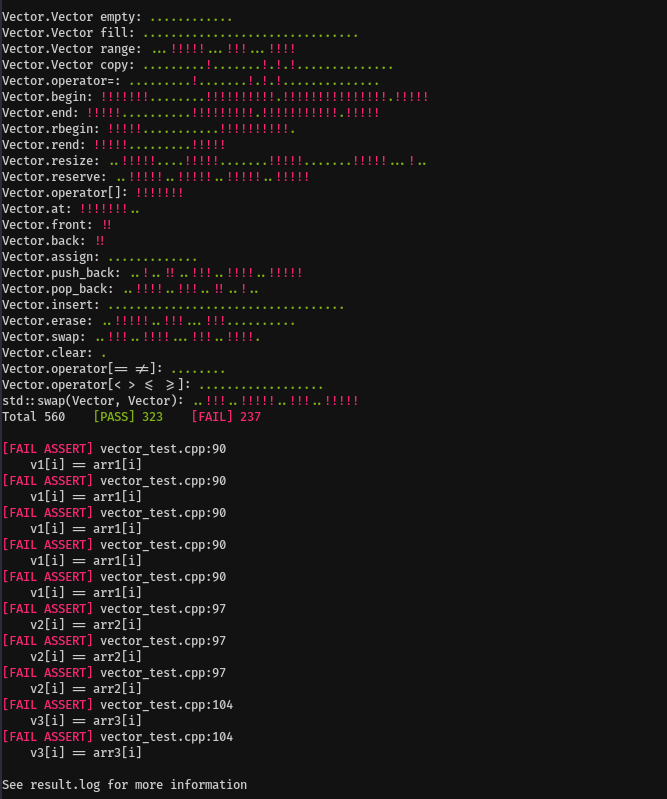 Vector.Vector empty: ............
Vector.Vector fill: ...............................
Vector.Vector range: ...!!!!!...!!!...!!!!
Vector.Vector copy: .........!.......!.!.!..............
Vector.operator=: .........!.......!.!.!..............
Vector.begin: !!!!!!!........!!!!!!!!!!.!!!!!!!!!!!!!!!.!!!!!
Vector.end: !!!!!..........!!!!!!!!!.!!!!!!!!!!!.!!!!!
Vector.rbegin: !!!!!...........!!!!!!!!!!.
Vector.rend: !!!!!.........!!!!!
Vector.resize: ..!!!!!....!!!!!.......!!!!!.......!!!!!...!..
Vector.reserve: ..!!!!!..!!!!!..!!!!!..!!!!!
Vector.operator[]: !!!!!!!
Vector.at: !!!!!!!..
Vector.front: !!
Vector.back: !!
Vector.assign: .............
Vector.push_back: ..!..!!..!!!..!!!!..!!!!!
Vector.pop_back: ..!!!!..!!!..!!..!..
Vector.insert: ..................................
Vector.erase: ..!!!!!..!!!...!!!..........
Vector.swap: ..!!!..!!!!...!!!..!!!!.
Vector.clear: .
Vector.operator[== !=]: ........
Vector.operator[< > <= >=]: ..................
std::swap(Vector, Vector): ..!!!..!!!!!..!!!..!!!!!
Total 560    [PASS] 323    [FAIL] 237
[FAIL ASSERT] vector_test.cpp:90
v1[i] == arr1[i]
[FAIL ASSERT] vector_test.cpp:90
v1[i] == arr1[i]
[FAIL ASSERT] vector_test.cpp:90
v1[i] == arr1[i]
[FAIL ASSERT] vector_test.cpp:90
v1[i] == arr1[i]
[FAIL ASSERT] vector_test.cpp:90
v1[i] == arr1[i]
[FAIL ASSERT] vector_test.cpp:97
v2[i] == arr2[i]
[FAIL ASSERT] vector_test.cpp:97
v2[i] == arr2[i]
[FAIL ASSERT] vector_test.cpp:97
v2[i] == arr2[i]
[FAIL ASSERT] vector_test.cpp:104
v3[i] == arr3[i]
[FAIL ASSERT] vector_test.cpp:104
v3[i] == arr3[i]
See result.log for more information